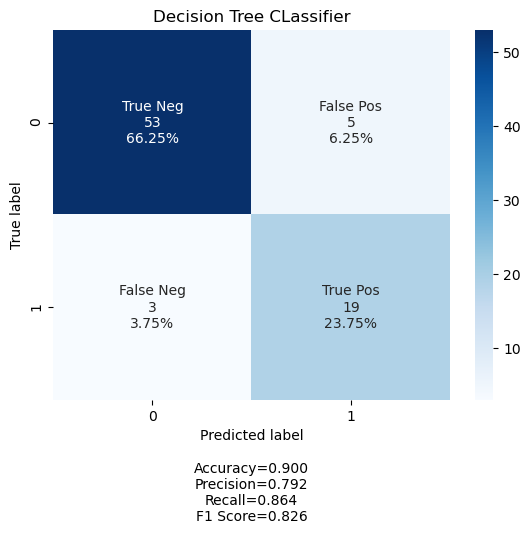 Decision Tree CLassifier
True Neg
53
66.25%
False Pos
5
6.25%
False Neg
3
3.75%
True Pos
19
23.75%
0
1
True label
0
1
Predicted label
50
40
30
20
10
Accuracy=0.900
Precision=0.792
Recall=0.864
F1 Score=0.826